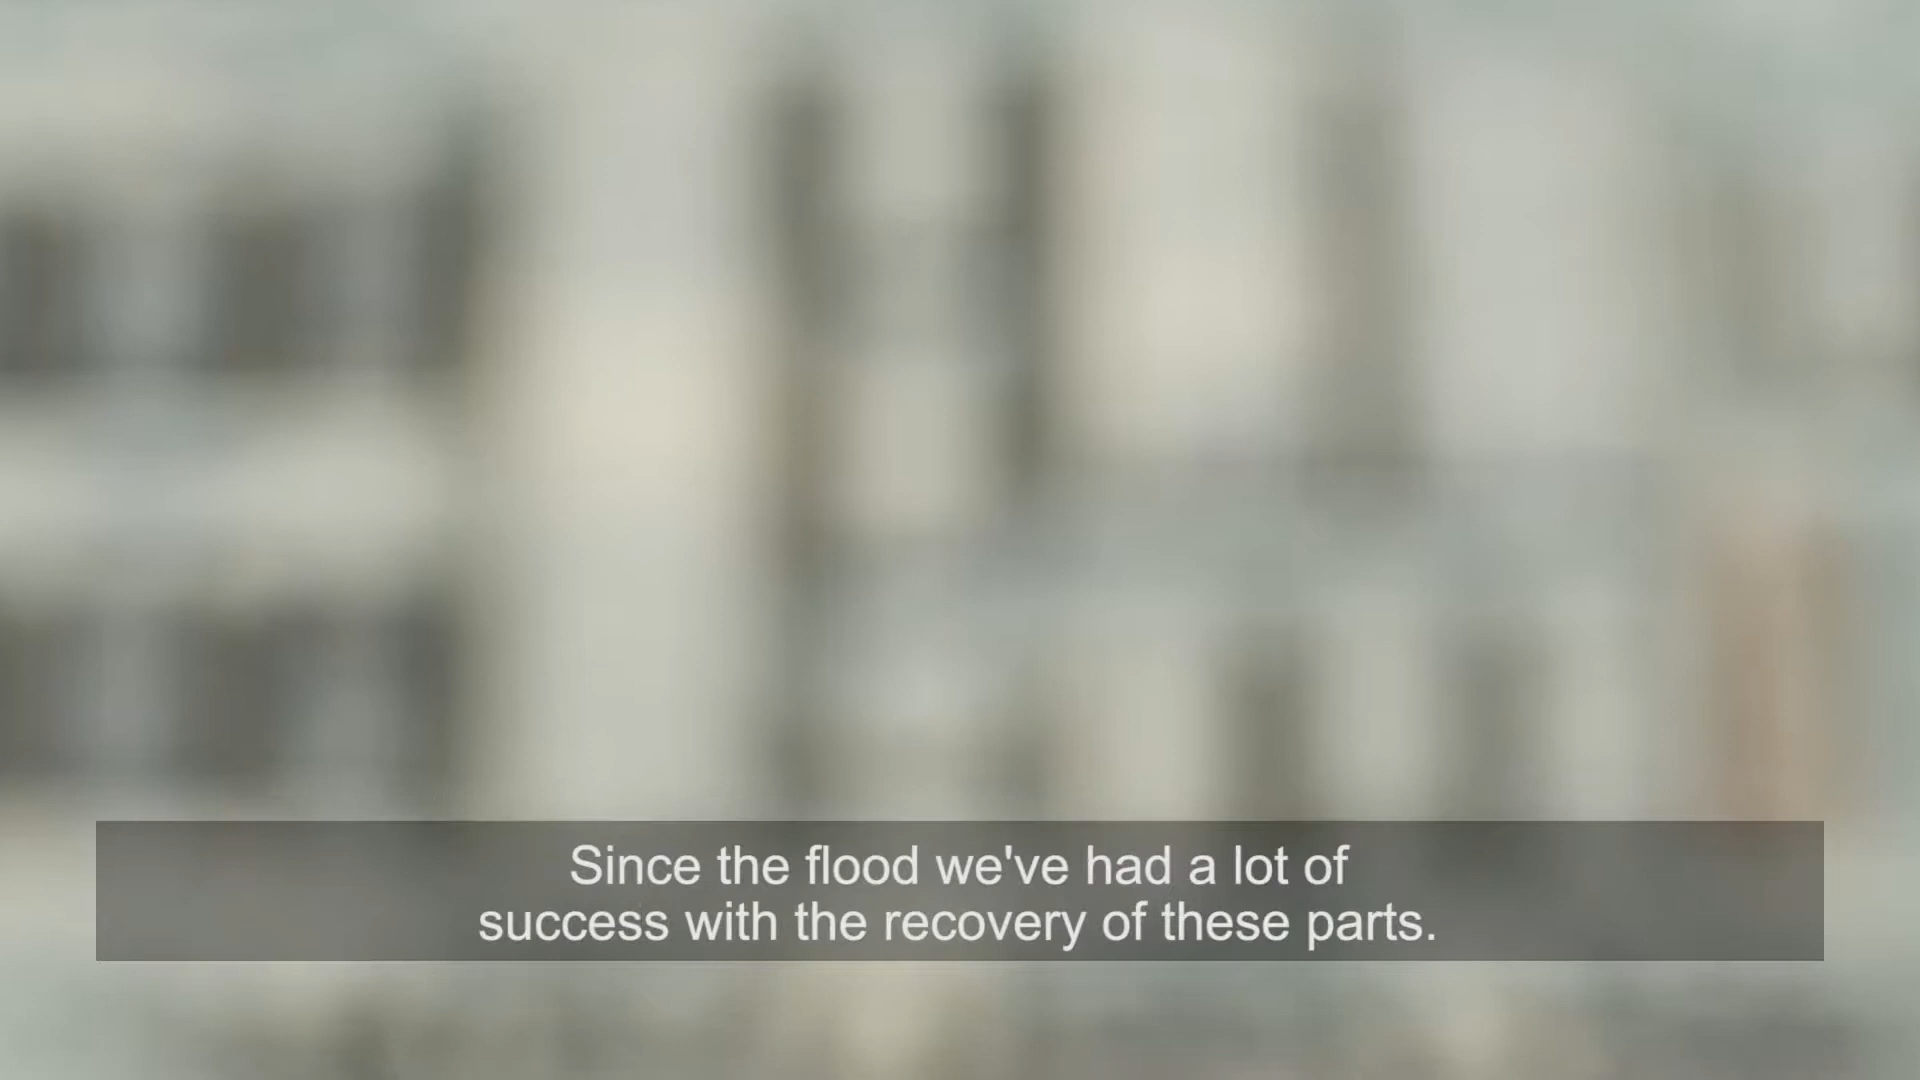 Since the flood we've had a lot of
success with the recovery of these parts.